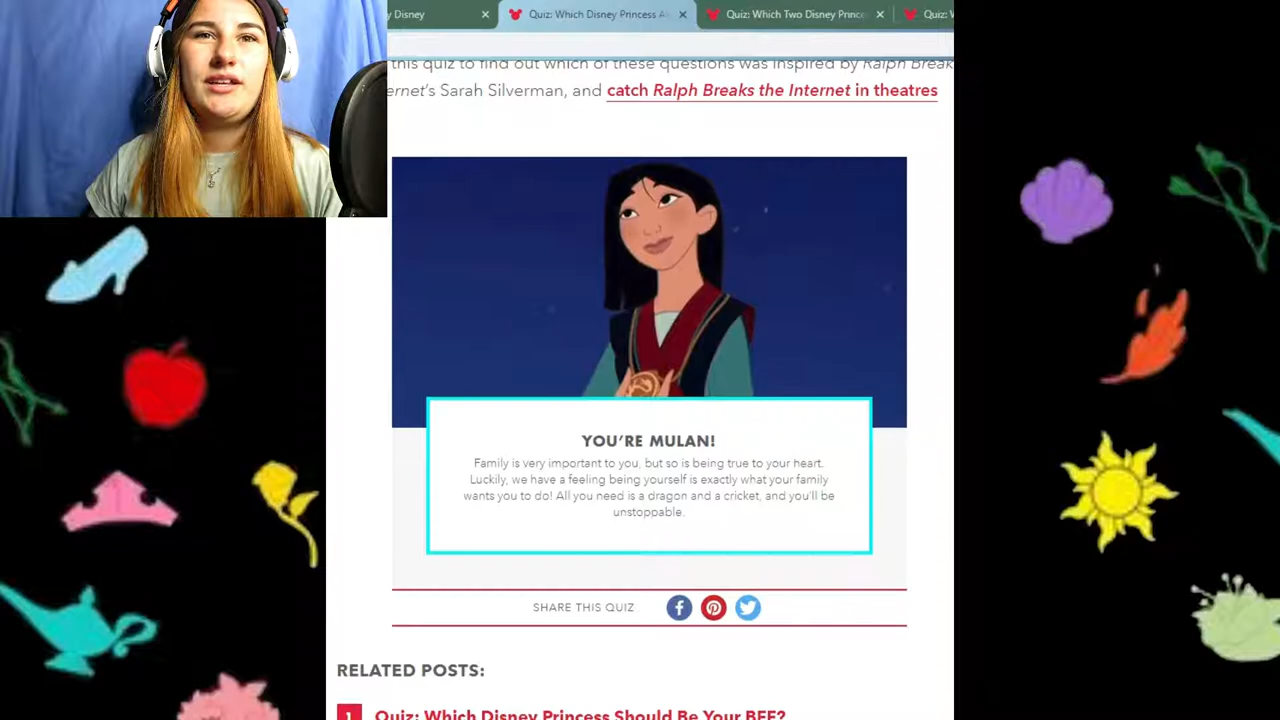 y Disney
Quiz: Which Disney Princess A
Quiz: Which Two Disney Prince
Quiz: W
this quiz to find out which of these questions was inspired by Ralph Break
ernet's Sarah Silverman, and catch Ralph Breaks the Internet in theatres
YOU'RE MULAN!
Family is very important to you, but so is being true to your heart.
Luckily, we have a feeling being yourself is exactly what your family
wants you to do! All you need is a dragon and a cricket, and you'll be
unstoppable.
SHARE THIS QUIZ
RELATED POSTS:
1 Quiz: Which Disney Princess Should Be Your BFF?